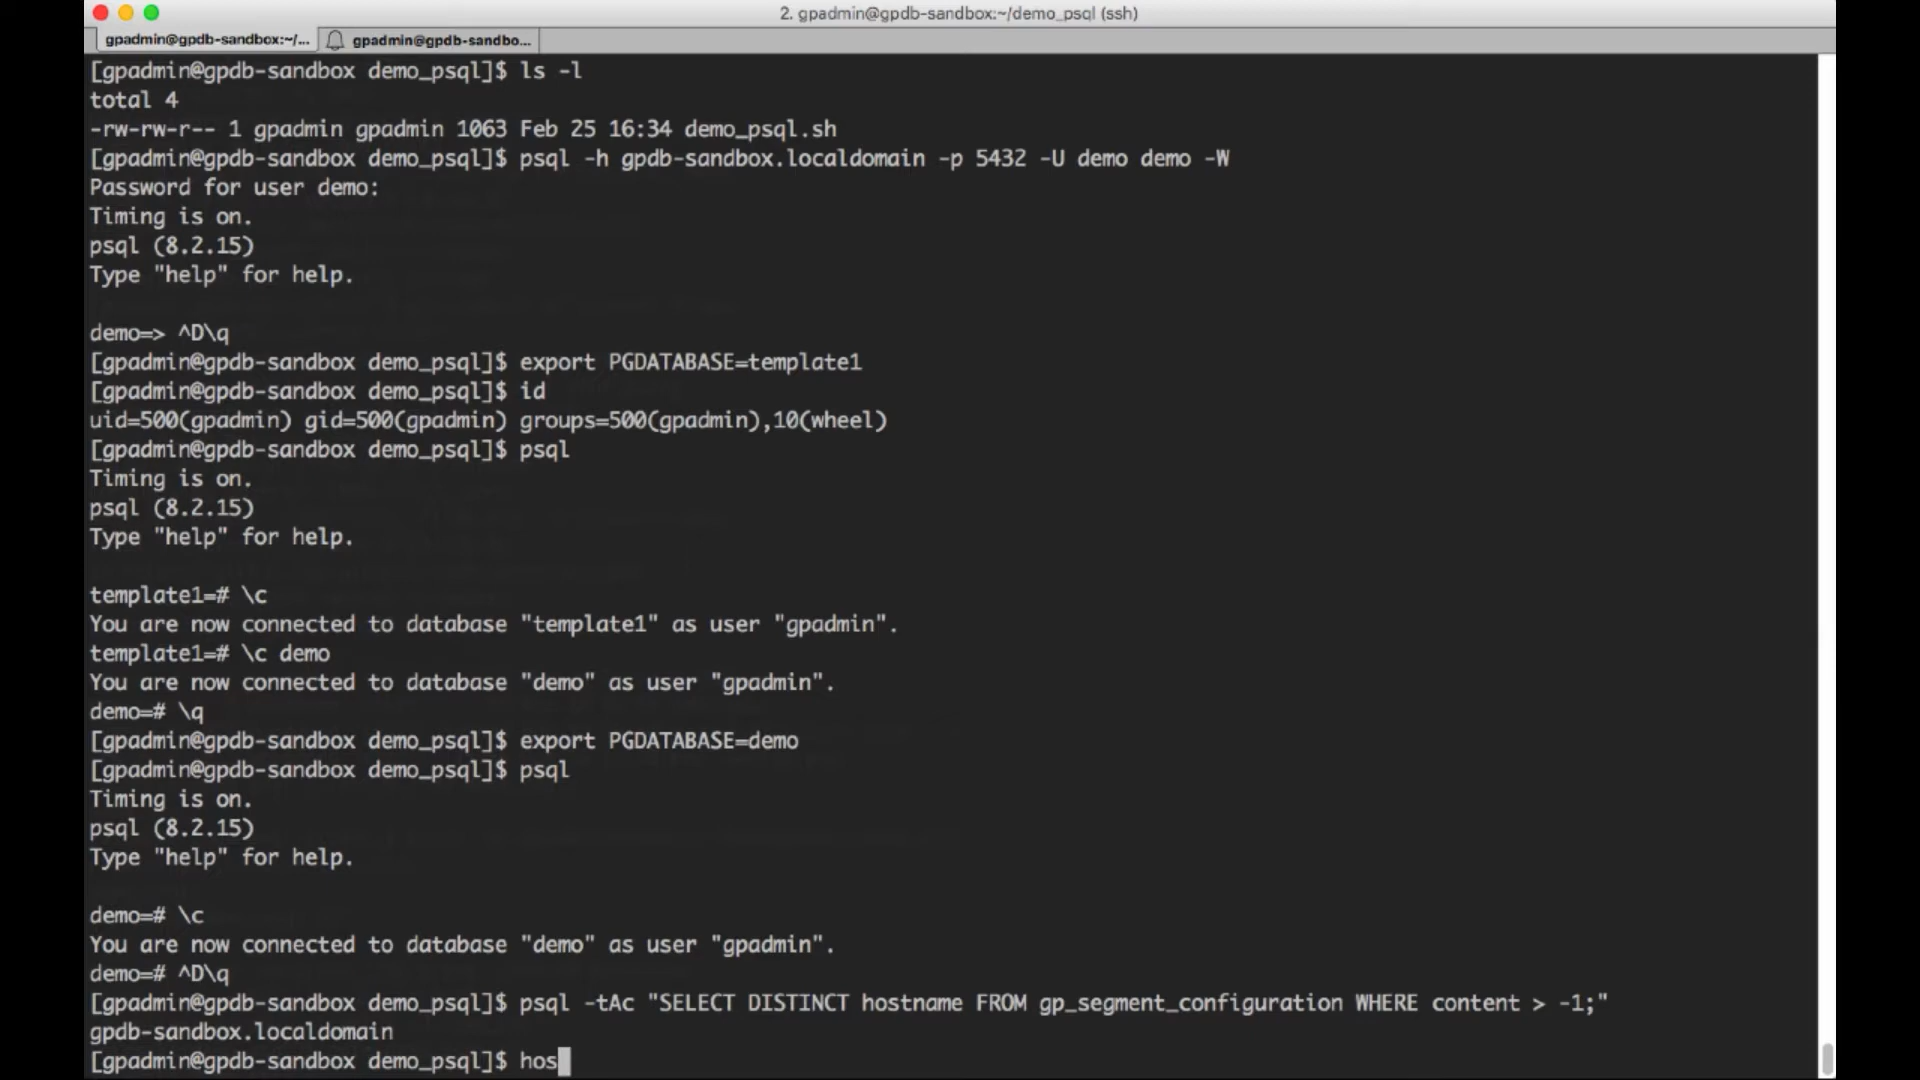 2. gpadmin@gpdb-sandbox:~/demo_psql (ssh)
gpadmin@gpdb-sandbox:~/... gpadmin@gpdb-sandbo...
[gpadmin@gpdb-sandbox demo_psql]$ ls -l
total 4
-rw-rw-r-- 1 gpadmin gpadmin 1063 Feb 25 16:34 demo_psql.sh
[gpadmin@gpdb-sandbox demo_psql]$ psql -h gpdb-sandbox.localdomain -p 5432 -U demo demo -W
Password for user demo:
Timing is on.
psql (8.2.15)
Type "help" for help.
demo=> ^D\q
[gpadmin@gpdb-sandbox demo_psql]$ export PGDATABASE=template1
[gpadmin@gpdb-sandbox demo_psql]$ id
uid=500(gpadmin) gid=500(gpadmin) groups=500(gpadmin),10(wheel)
[gpadmin@gpdb-sandbox demo_psql]$ psql
Timing is on.
psql (8.2.15)
Type "help" for help.
template1=# \c
You are now connected to database "template1" as user "gpadmin".
template1=# \c demo
You are now connected to database "demo" as user "gpadmin".
demo=# \q
[gpadmin@gpdb-sandbox demo_psql]$ export PGDATABASE=demo
[gpadmin@gpdb-sandbox demo_psql]$ psql
Timing is on.
psql (8.2.15)
Type "help" for help.
demo=# \c
You are now connected to database "demo" as user "gpadmin".
demo=# ^D\q
[gpadmin@gpdb-sandbox demo_psql]$ psql -tAc "SELECT DISTINCT hostname FROM gp_segment_configuration WHERE content > -1;"
gpdb-sandbox.localdomain
[gpadmin@gpdb-sandbox demo_psql]$ hos